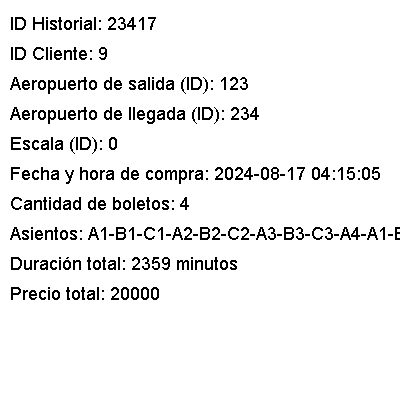 ID Historial: 23417
ID Cliente: 9
Aeropuerto de salida (ID): 123
Aeropuerto de llegada (ID): 234
Escala (ID): 0
Fecha y hora de compra: 2024-08-17 04:15:05
Cantidad de boletos: 4
Asientos: A1-B1-C1-A2-B2-C2-A3-B3-C3-A4-A1-
Duración total: 2359 minutos
Precio total: 20000